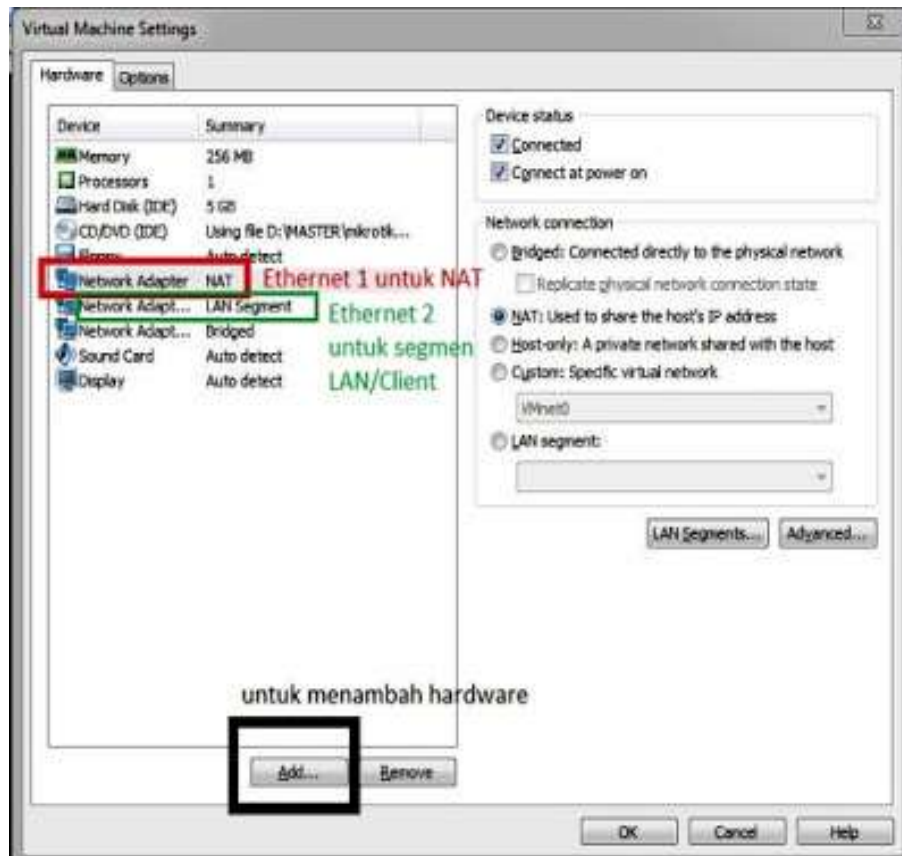 Virtual Machine Settings
Hardware Options
Device Summary
Memory 256 MB
Processors 1
Hard Disk (IDE) 5 GB
CD/DVD (IDE) Using file D:\MASTER\mikrotik...
Floppy Auto detect
Network Adapter NAT
Ethernet 1 untuk NAT
Network Adapt... LAN Segment
Ethernet 2
untuk segmen
LAN/Client
Network Adapt... Bridged
Sound Card Auto detect
Display Auto detect
untuk menambah hardware
Add... Remove
Device status
Connected
Connect at power on
Network connection
Bridged: Connected directly to the physical network
Replicate physical network connection state
NAT: Used to share the host's IP address
Host-only: A private network shared with the host
Custom: Specific virtual network
VMnet0
LAN segment:
LAN Segments... Advanced...
OK Cancel Help